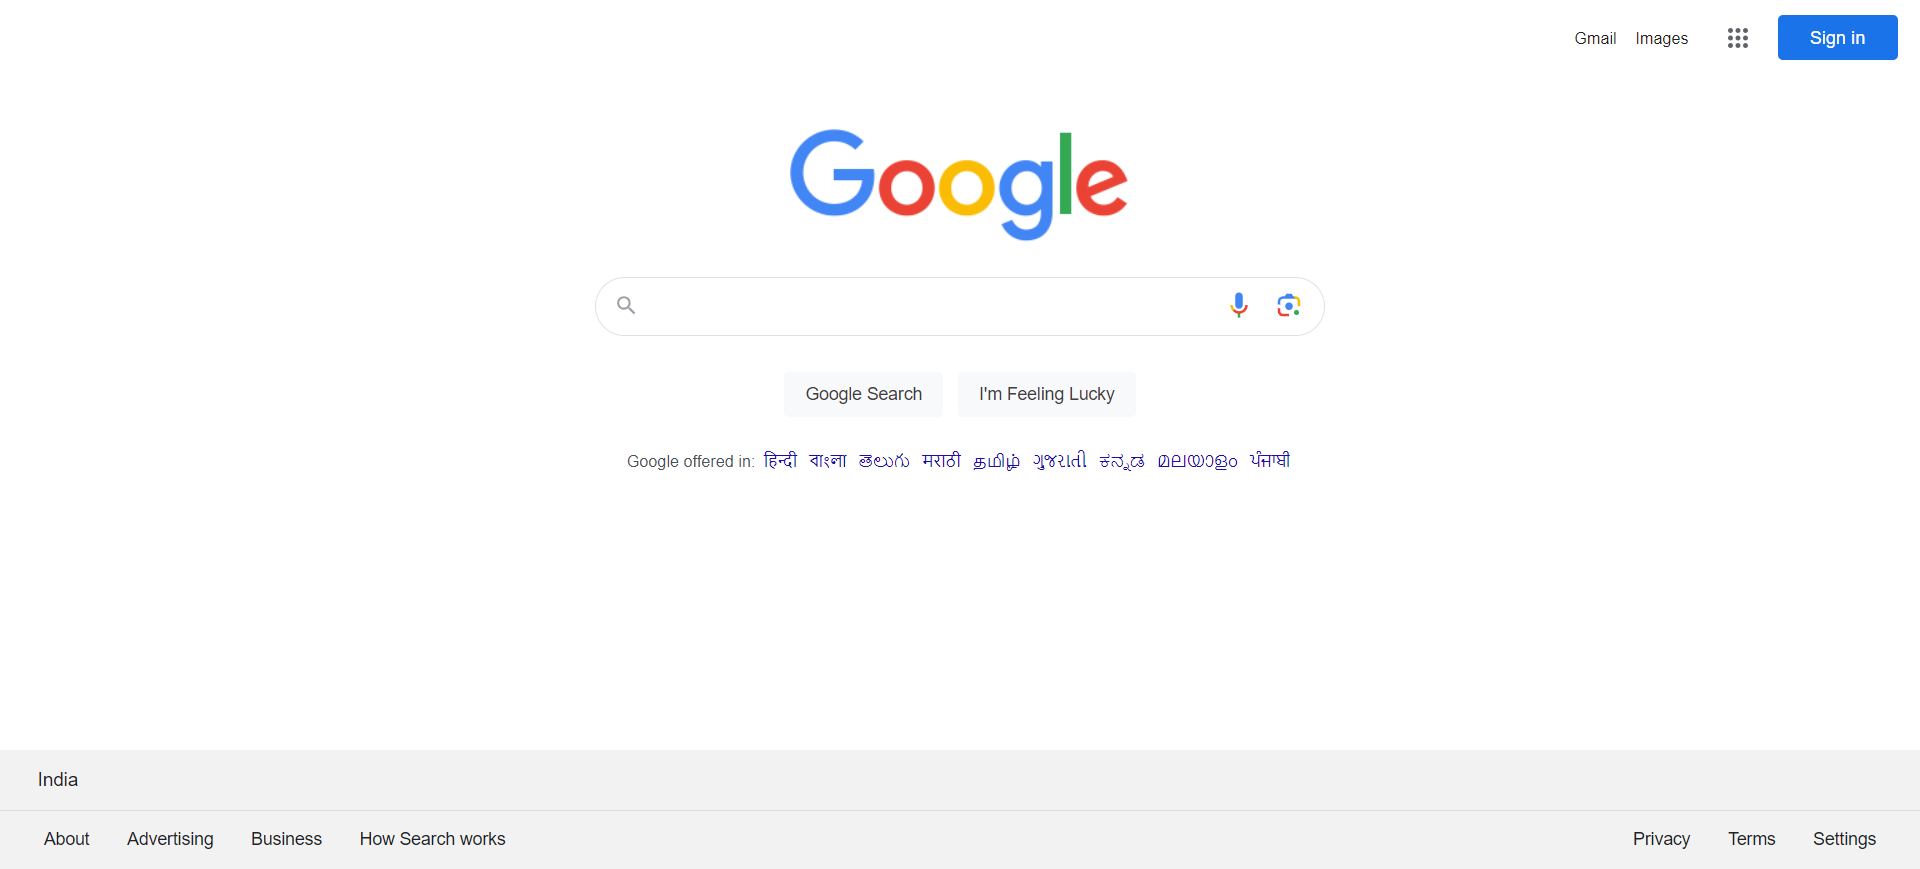 Gmail Images Sign in
Google
Google Search I'm Feeling Lucky
Google offered in: हिन्दी বাংলা తెలుగు मराठी தமிழ் ગુજરાતી ಕನ್ನಡ മലയാളം ਪੰਜਾਬੀ
India
About Advertising Business How Search works Privacy Terms Settings